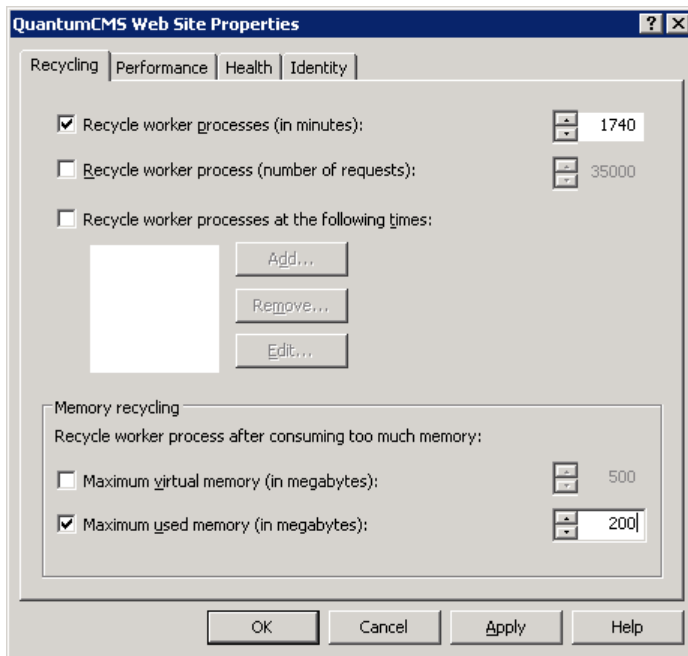 QuantumCMS Web Site Properties
Recycling Performance Health Identity
Recycle worker processes (in minutes): 1740
Recycle worker process (number of requests): 35000
Recycle worker processes at the following times:
Add...
Remove...
Edit...
Memory recycling
Recycle worker process after consuming too much memory:
Maximum virtual memory (in megabytes): 500
Maximum used memory (in megabytes): 200
OK Cancel Apply Help